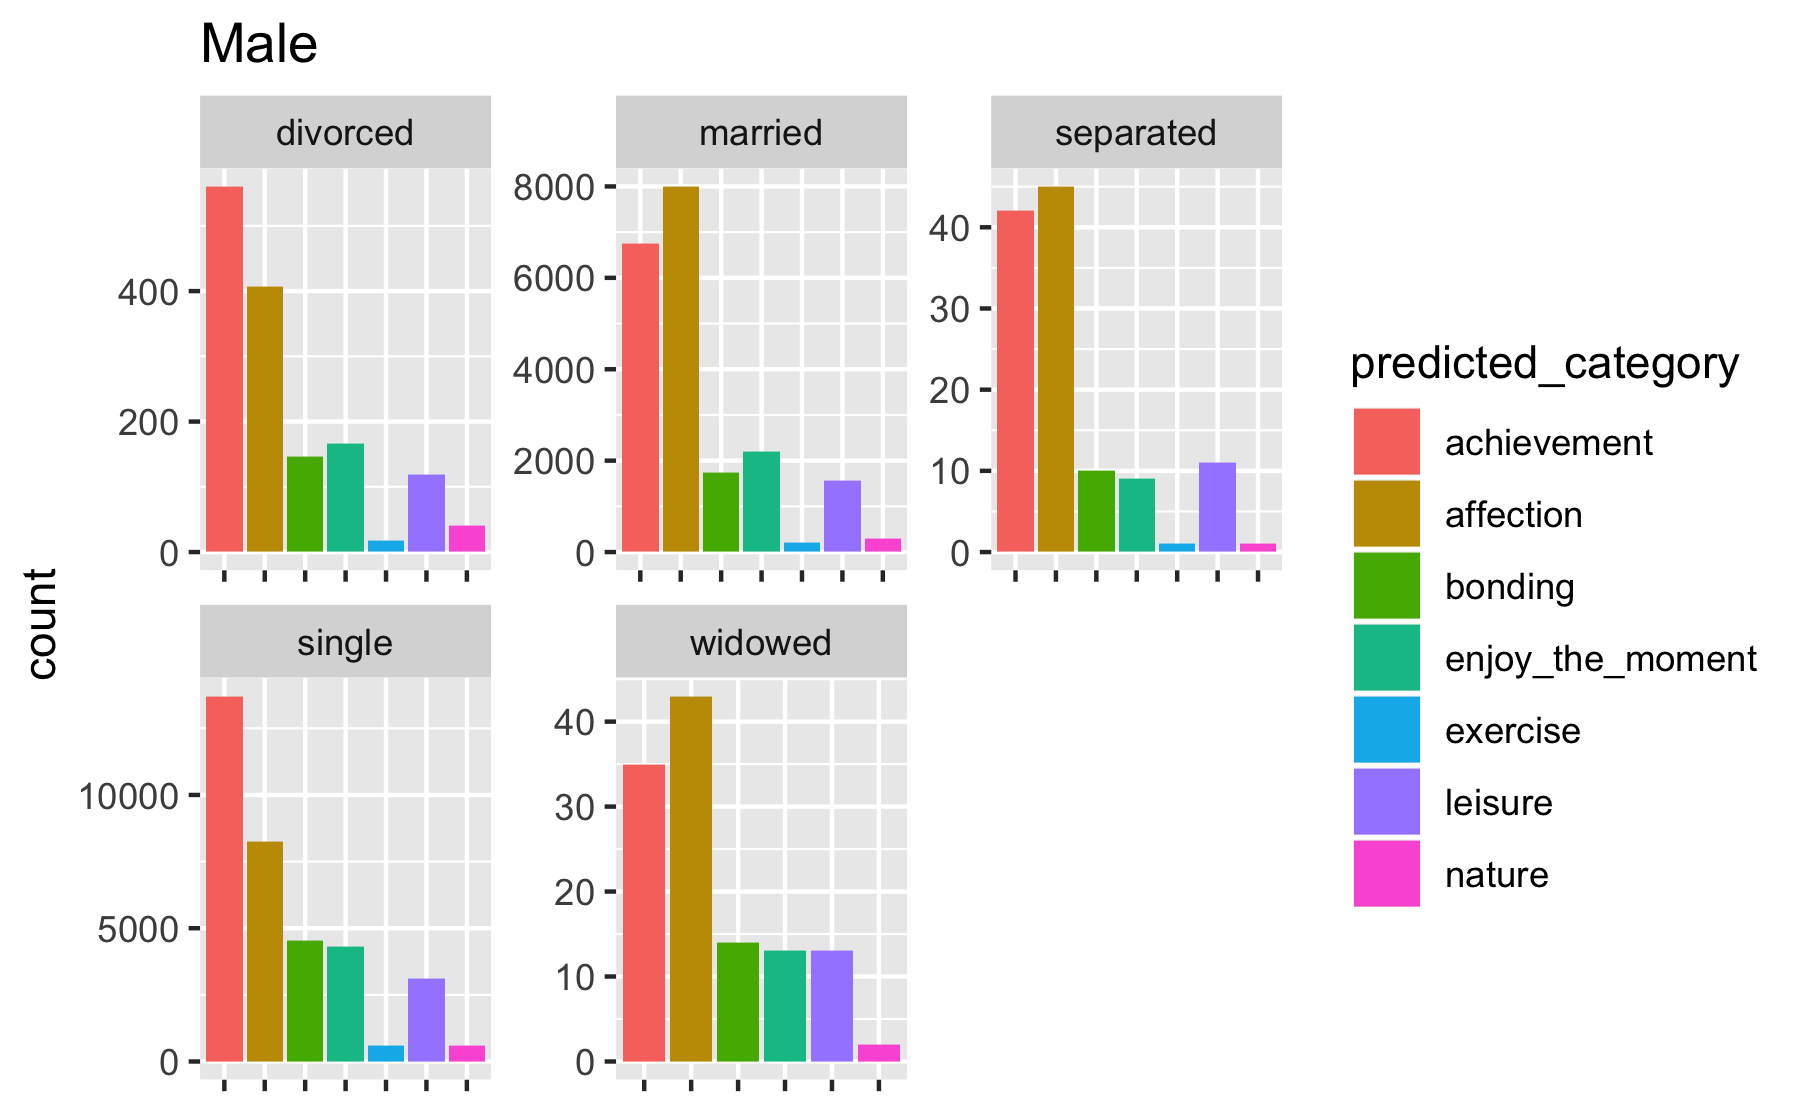 Male
divorced
married
separated
400
200
0
8000
6000
4000
2000
0
40
30
20
10
0
count
single
widowed
10000
5000
0
40
30
20
10
0
predicted_category
achievement
affection
bonding
enjoy_the_moment
exercise
leisure
nature